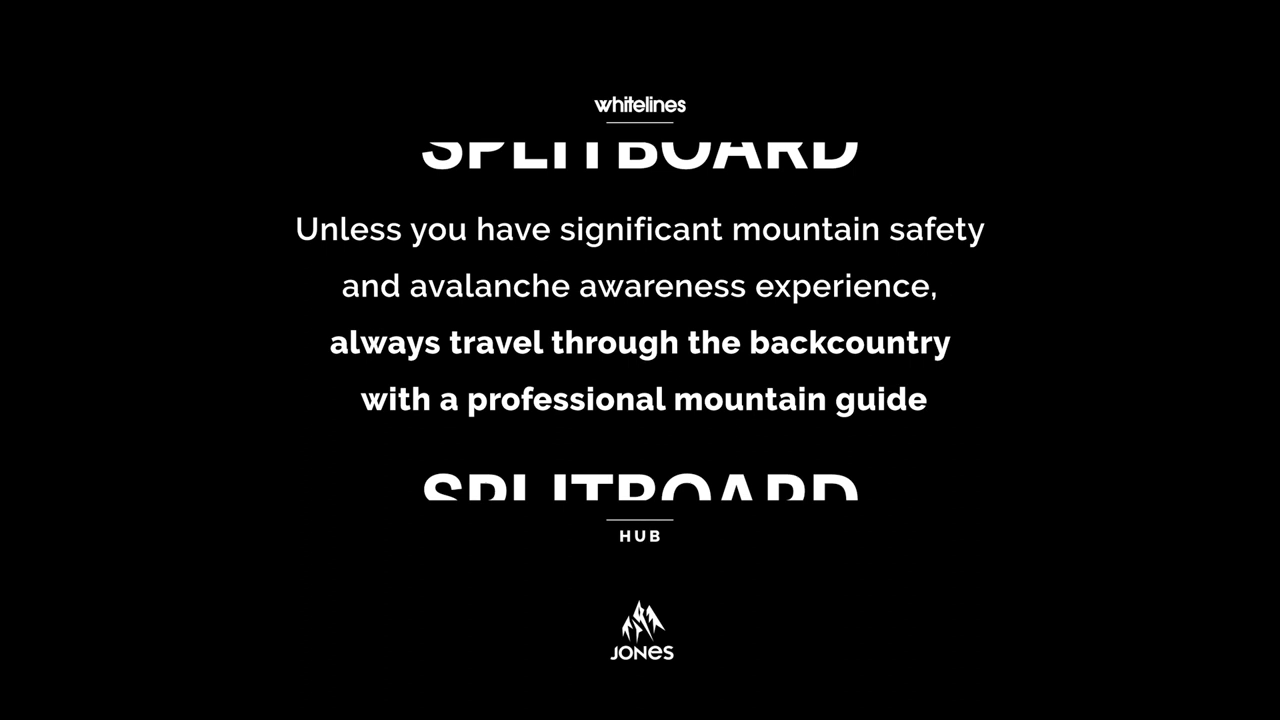 whitelines
SPLITBOARD
Unless you have significant mountain safety
and avalanche awareness experience,
always travel through the backcountry
with a professional mountain guide
SPLITBOARD
HUB
JONES